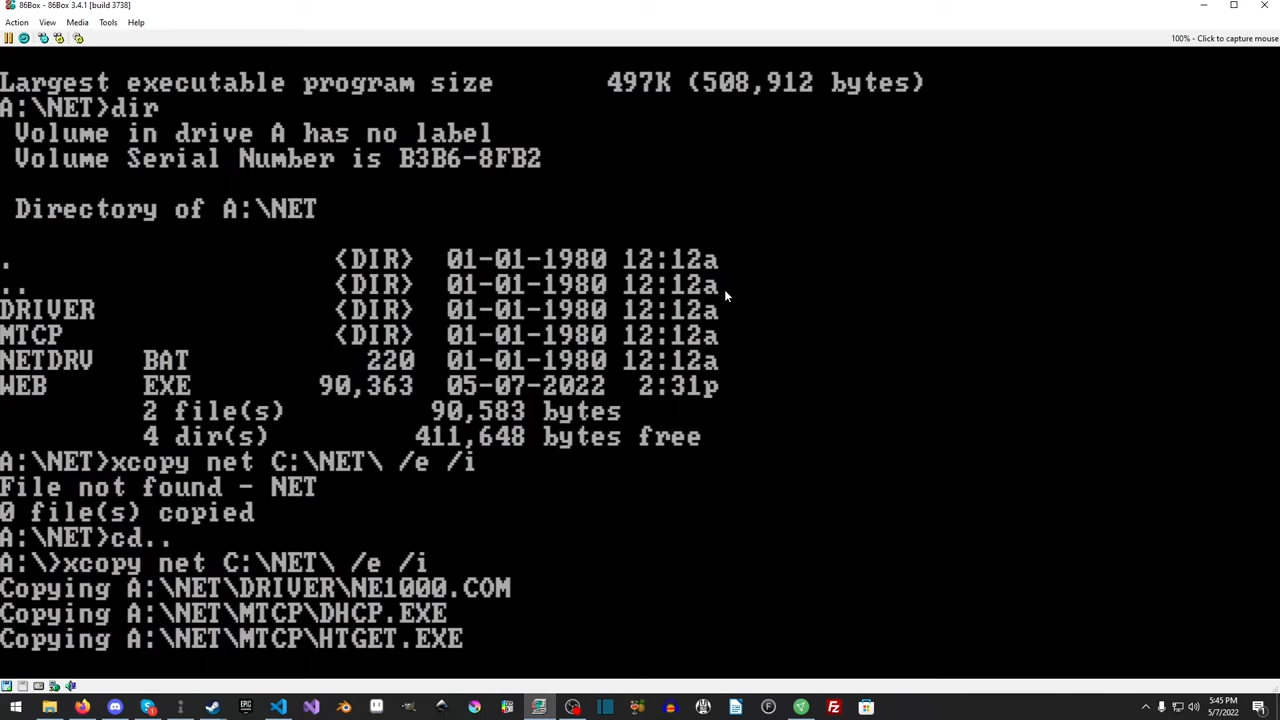 86Box - 86Box 3.4.1 [build 3738]
Action View Media Tools Help
100% - Click to capture mouse
Largest executable program size 497K (508,912 bytes)
A:\NET>dir
Volume in drive A has no label
Volume Serial Number is B3B6-8FB2
Directory of A:\NET
. <DIR> 01-01-1980 12:12a
.. <DIR> 01-01-1980 12:12a
DRIVER <DIR> 01-01-1980 12:12a
MTCP <DIR> 01-01-1980 12:12a
NETDRV BAT 220 01-01-1980 12:12a
WEB EXE 90,363 05-07-2022 2:31p
2 file(s) 90,583 bytes
4 dir(s) 411,648 bytes free
A:\NET>xcopy net C:\NET\ /e /i
File not found - NET
0 file(s) copied
A:\NET>cd..
A:\>xcopy net C:\NET\ /e /i
Copying A:\NET\DRIVER\NE1000.COM
Copying A:\NET\MTCP\DHCP.EXE
Copying A:\NET\MTCP\HTGET.EXE
5:45 PM
5/7/2022